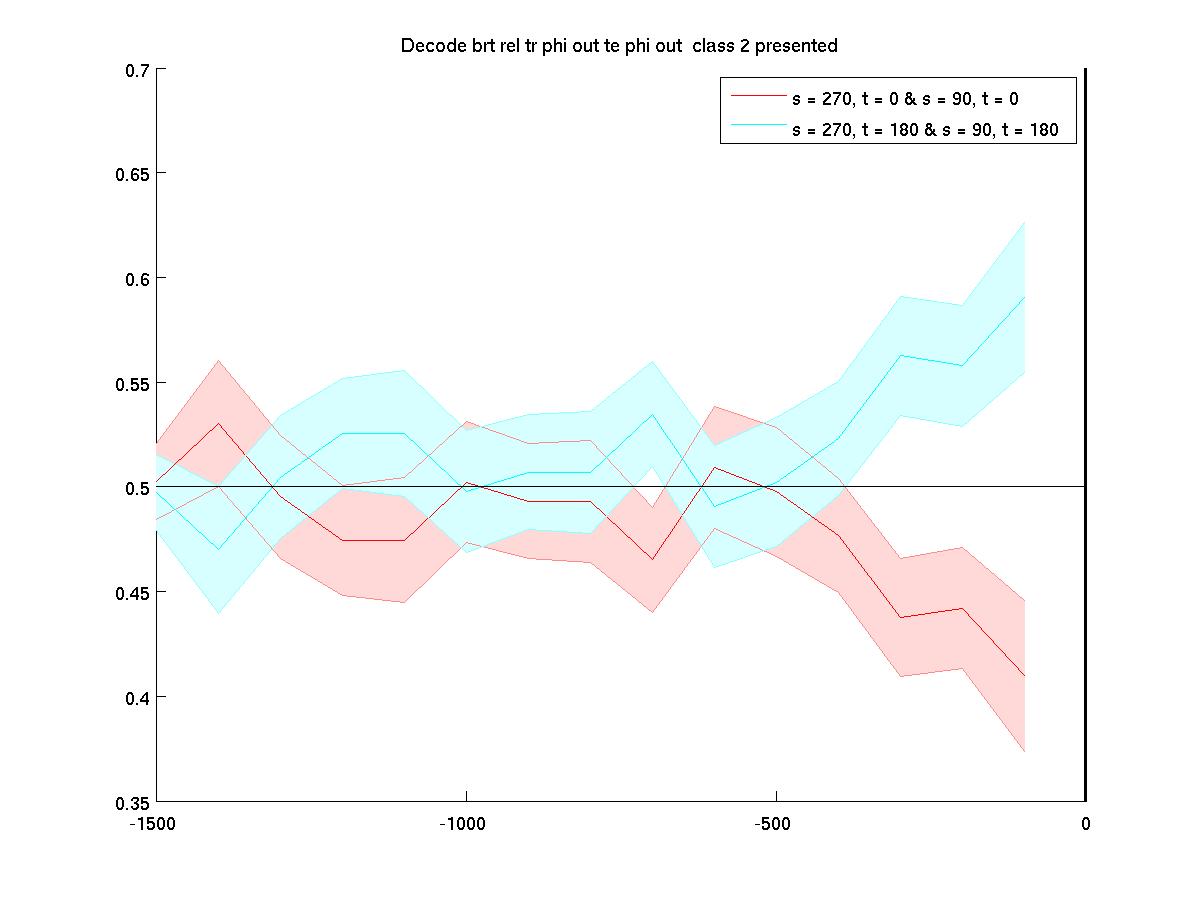 Decode brt rel tr phi out te phi out  class 2 presented
0.7
s = 270, t = 0 & s = 90, t = 0
s = 270, t = 180 & s = 90, t = 180
0.65
0.6
0.55
0.5
0.45
0.4
0.35
-1500 -1000 -500 0